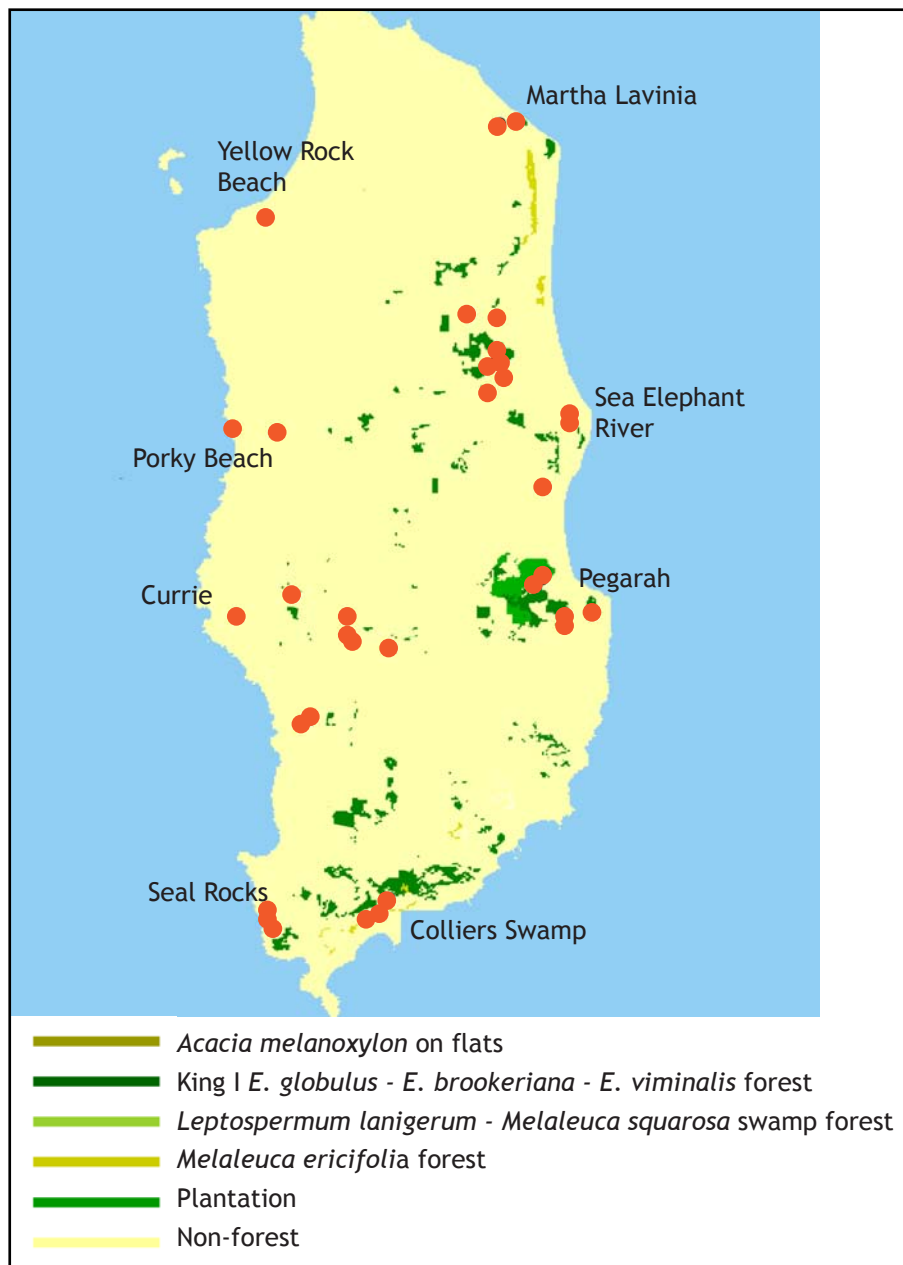 Martha Lavinia
Yellow Rock
Beach
Sea Elephant
River
Porky Beach
Pegarah
Currie
Seal Rocks
Colliers Swamp
Acacia melanoxylon on flats
King I E. globulus - E. brookeriana - E. viminalis forest
Leptospermum lanigerum - Melaleuca squarosa swamp forest
Melaleuca ericifolia forest
Plantation
Non-forest